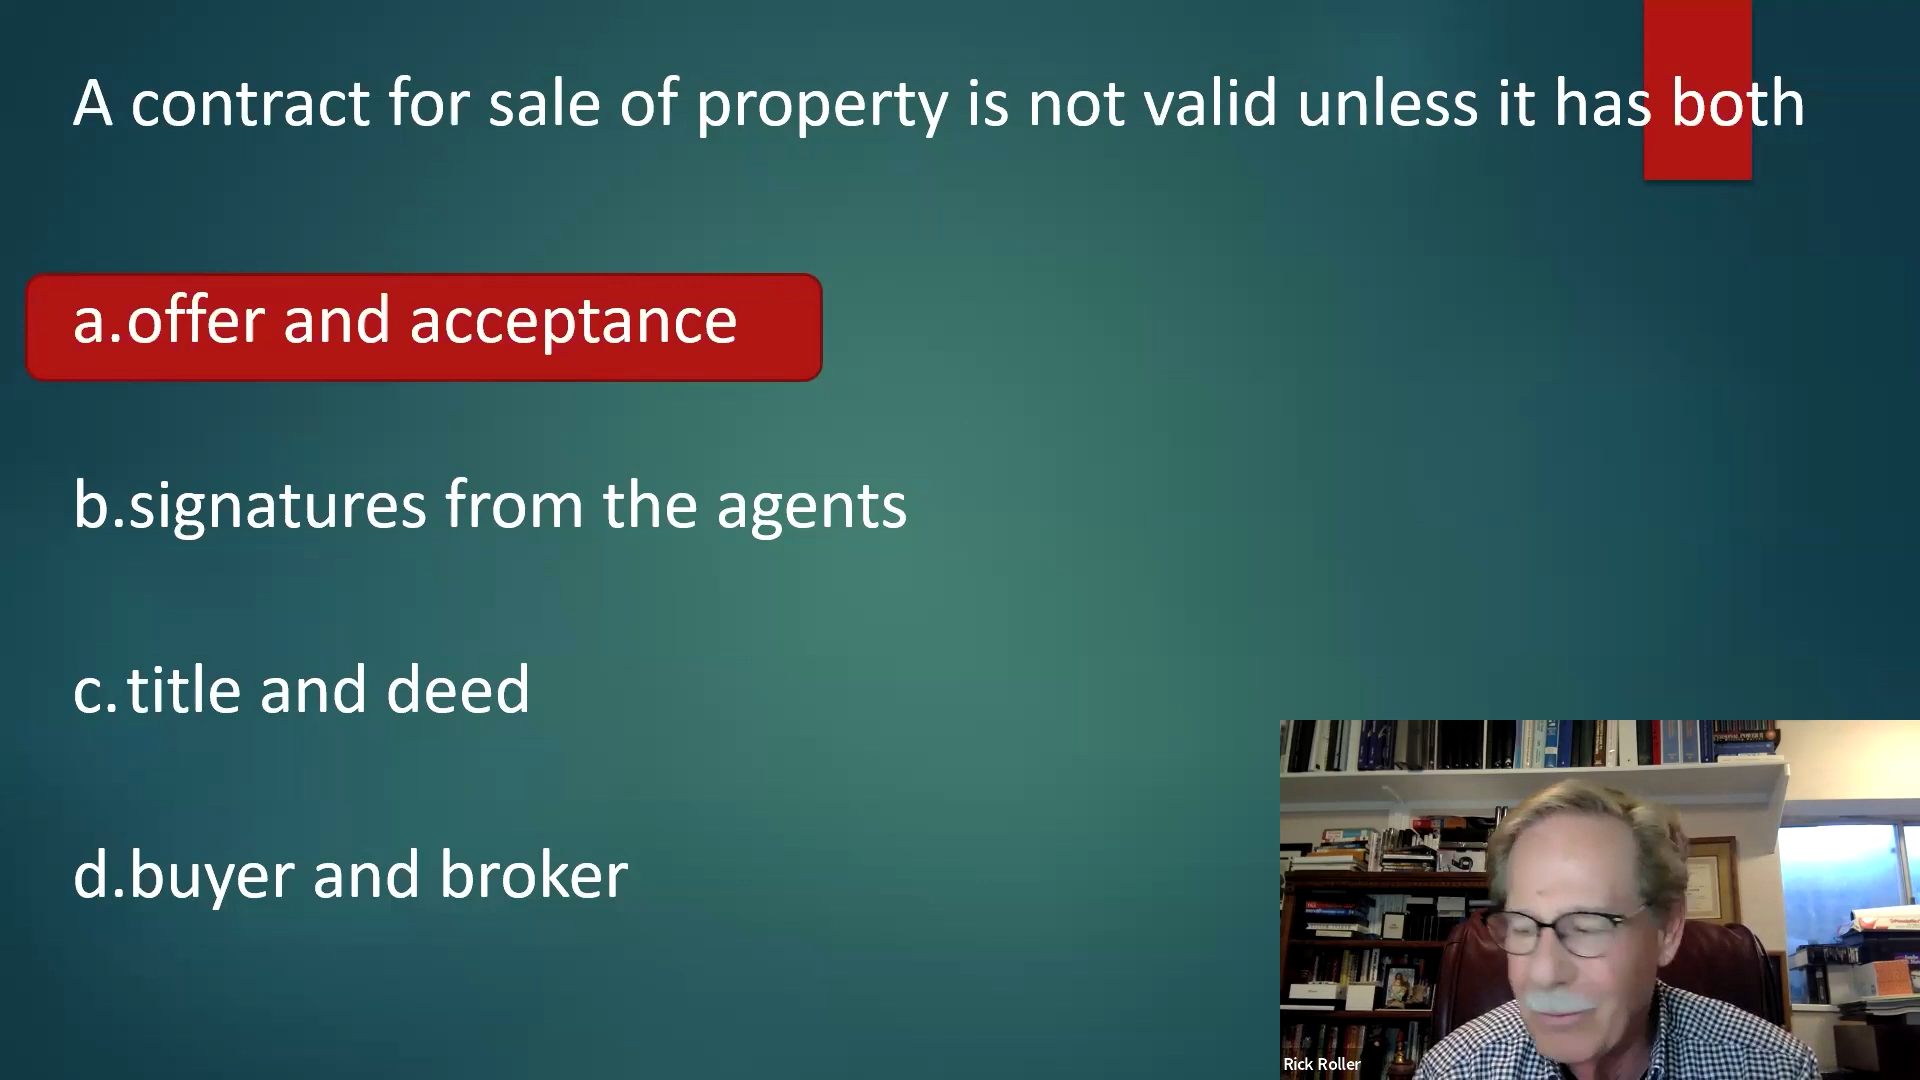 A contract for sale of property is not valid unless it has both
a.offer and acceptance
b.signatures from the agents
c.title and deed
d.buyer and broker
Rick Roller